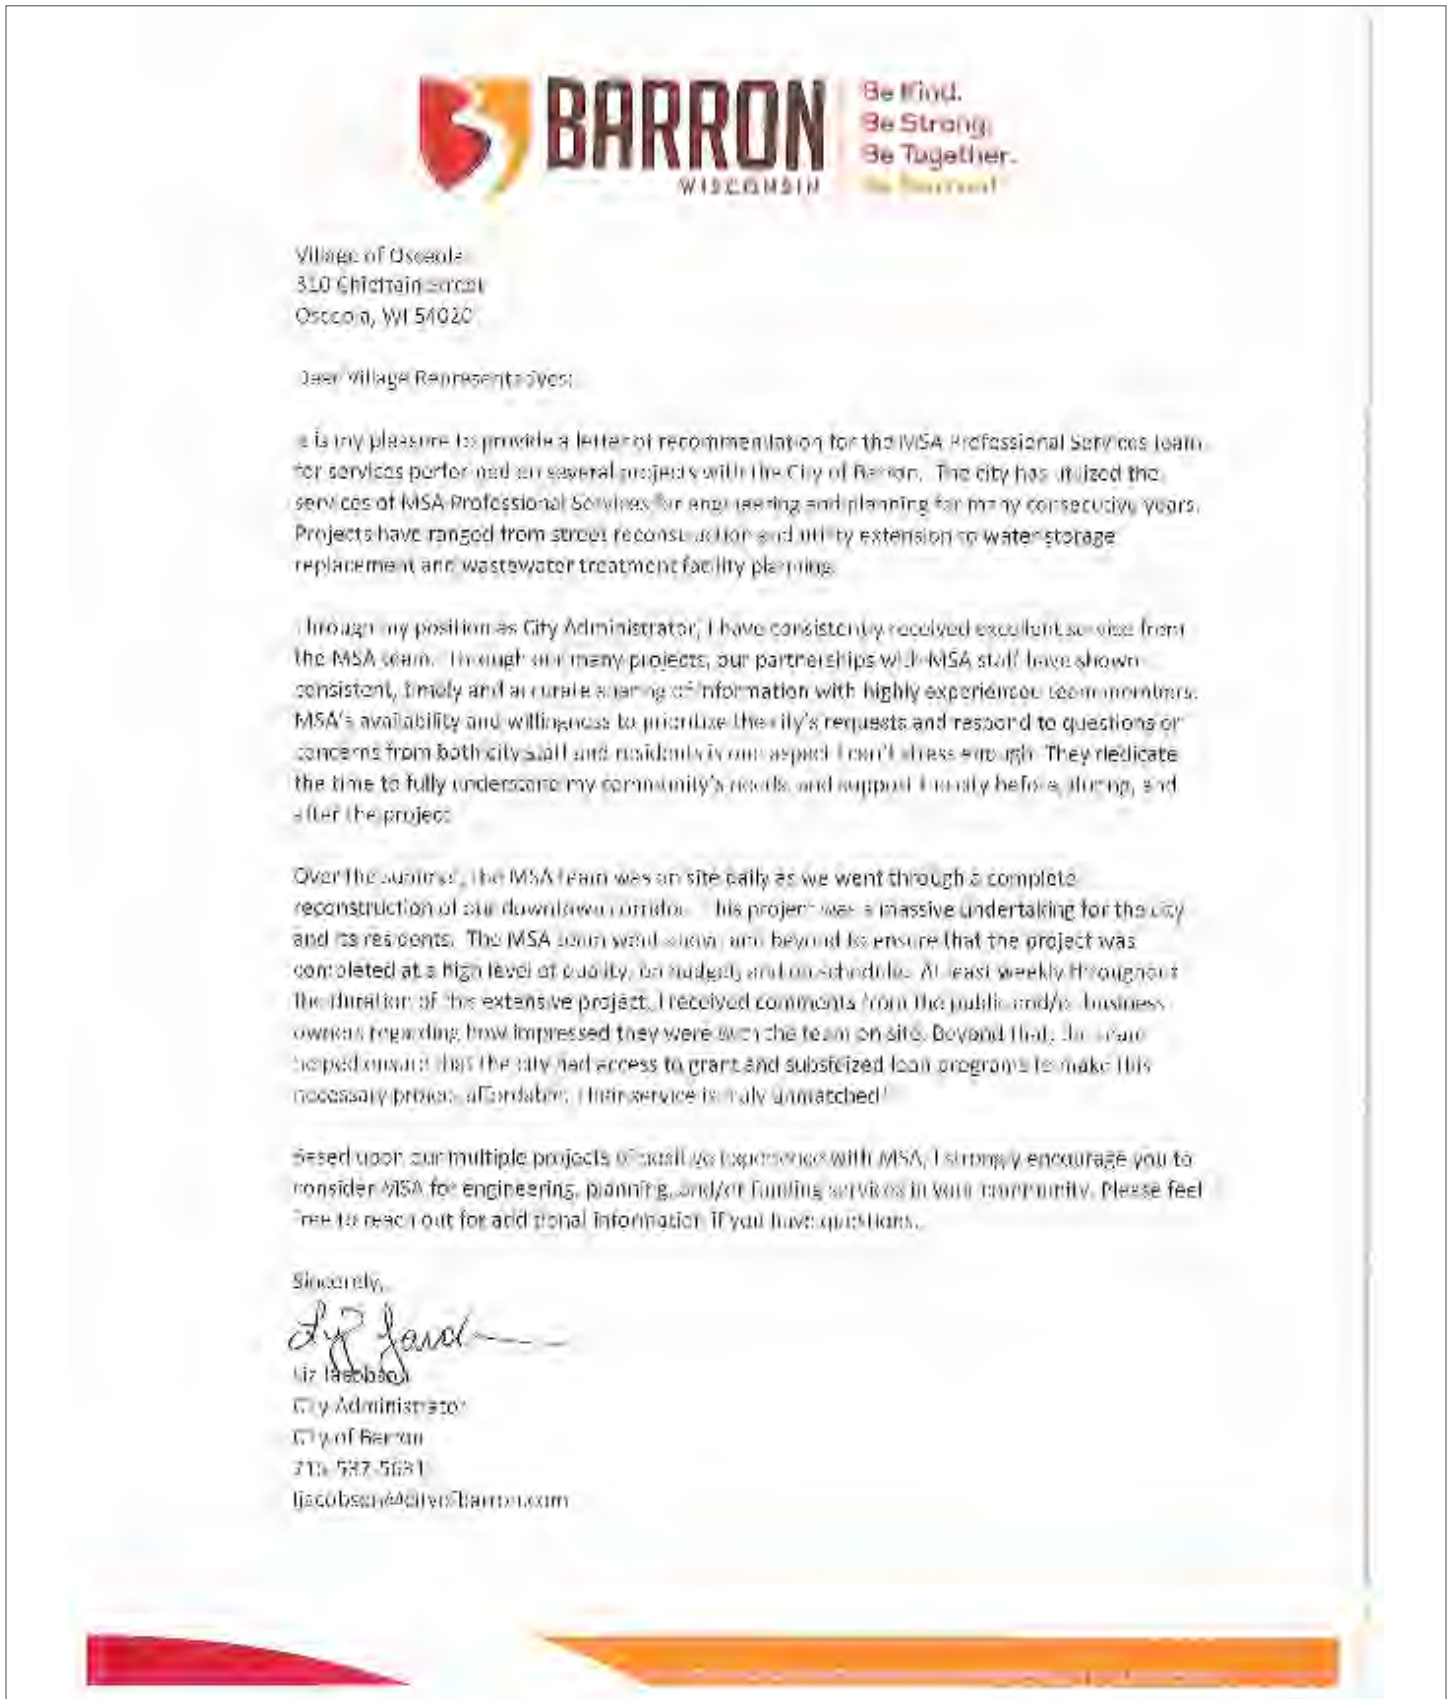 BARRON
WISCONSIN
Be Kind.
Be Strong.
Be Together.
Village of Osceola
310 Chieftain Street
Osceola, WI 54020
Dear Village Representatives:
It is my pleasure to provide a letter of recommendation for the MSA Professional Services team
for services performed on several projects with the City of Barron. The city has utilized the
services of MSA Professional Services for engineering and planning for many consecutive years.
Projects have ranged from street reconstruction and utility extension to water storage
replacement and wastewater treatment facility planning.
Through my position as City Administrator, I have consistently received excellent service from
the MSA team. Through our many projects, our partnerships with MSA staff have shown
consistent, timely and accurate sharing of information with highly experienced team members.
MSA's availability and willingness to prioritize the city's requests and respond to questions or
concerns from both city staff and residents is one aspect I can't stress enough. They dedicate
the time to fully understand my community's needs, and support the city before, during, and
after the project.
Over the summer, the MSA team was on site daily as we went through a complete
reconstruction of our downtown corridor. This project was a massive undertaking for the city
and its residents. The MSA team went above and beyond to ensure that the project was
completed at a high level of quality, on budget, and on schedule. At least weekly throughout
the duration of this extensive project, I received comments from the public and/or business
owners regarding how impressed they were with the team on site. Beyond that, the team
helped ensure that the city had access to grant and subsidized loan programs to make this
necessary project affordable. Their service is truly unmatched!
Based upon our multiple projects of positive experience with MSA, I strongly encourage you to
consider MSA for engineering, planning, and/or funding services in your community. Please feel
free to reach out for additional information if you have questions.
Sincerely,
Liz Jacobson
City Administrator
City of Barron
715-537-5631
ljacobson@cityofbarron.com